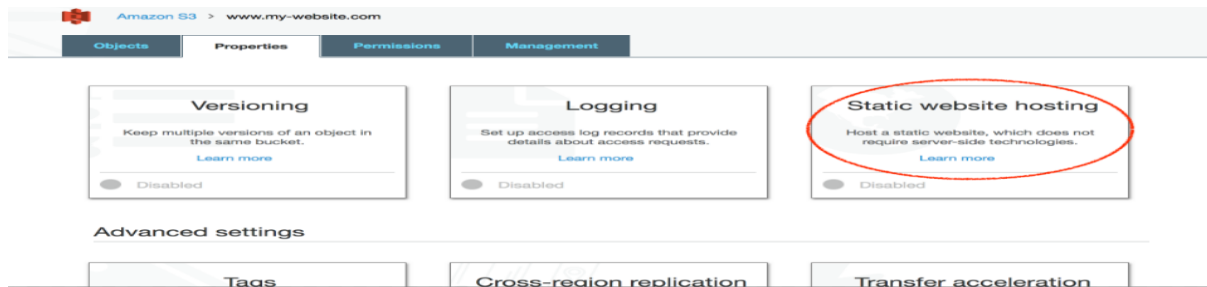 Amazon S3 > www.my-website.com
Objects Properties Permissions Management
Versioning
Keep multiple versions of an object in
the same bucket.
Learn more
Disabled
Logging
Set up access log records that provide
details about access requests.
Learn more
Disabled
Static website hosting
Host a static website, which does not
require server-side technologies.
Learn more
Disabled
Advanced settings
Tags
Cross-region replication
Transfer acceleration